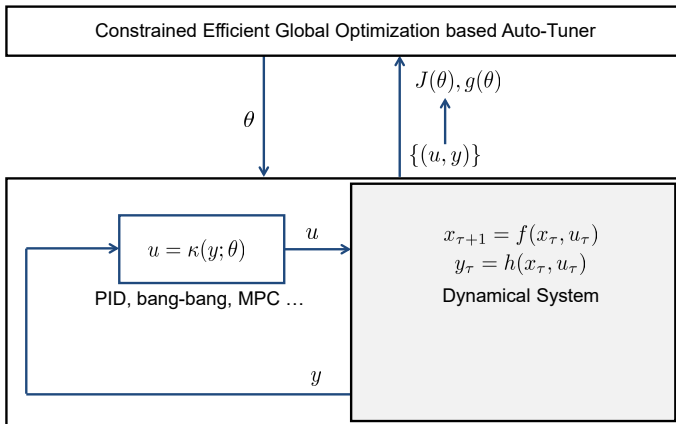 Constrained Efficient Global Optimization based Auto-Tuner
θ
J(θ), g(θ)
{(u, y)}
u = κ(y; θ)
u
PID, bang-bang, MPC ...
x_{τ+1} = f(x_τ, u_τ)
y_τ = h(x_τ, u_τ)
Dynamical System
y